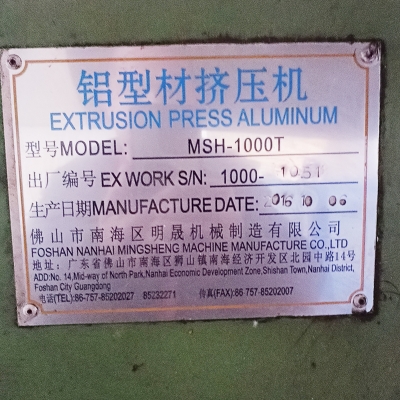 铝型材挤压机
EXTRUSION PRESS ALUMINUM
型号MODEL: MSH-1000T
出厂编号EX WORK S/N: 1000- 1051
生产日期MANUFACTURE DATE: 2016 10 06
佛山市南海区明晟机械制造有限公司
FOSHAN NANHAI MINGSHENG MACHINE MANUFACTURE CO.,LTD
地址:广东省佛山市南海区狮山镇南海经济开发区北园中路14号
ADD:No. 14,Mid-way of North Park,Nanhai Economic Development Zone,Shishan Town,Nanhai District,
Foshan City Guangdong
电话(TEL):86-757-85202027 85232271 传真(FAX):86-757-85202007